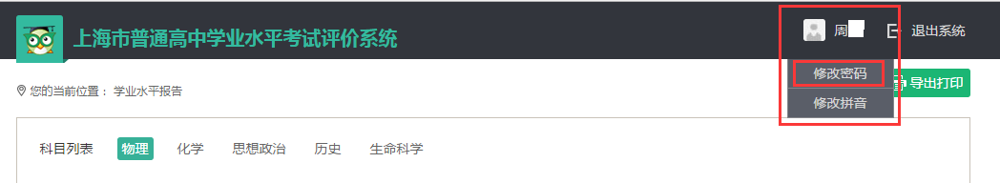 上海市普通高中学业水平考试评价系统
周
退出系统
修改密码
您的当前位置： 学业水平报告
导出打印
修改拼音
科目列表 物理 化学 思想政治 历史 生命科学